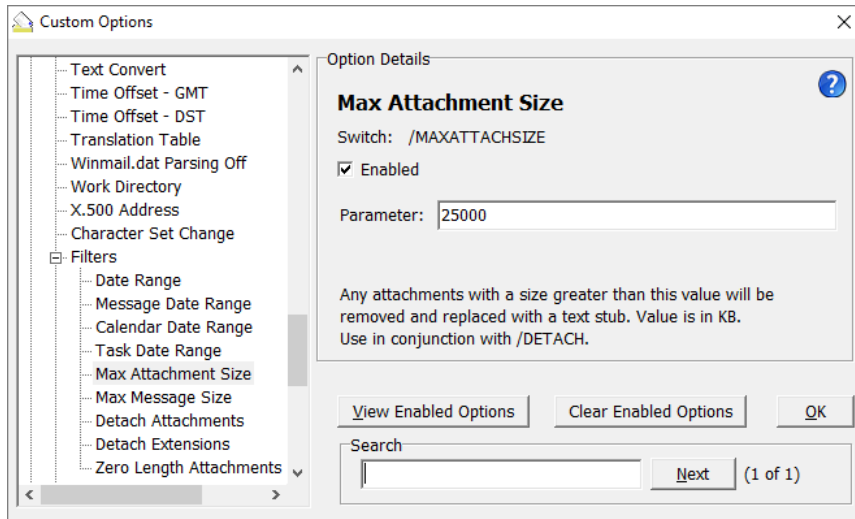 Custom Options
Text Convert
Time Offset - GMT
Time Offset - DST
Translation Table
Winmail.dat Parsing Off
Work Directory
X.500 Address
Character Set Change
Filters
Date Range
Message Date Range
Calendar Date Range
Task Date Range
Max Attachment Size
Max Message Size
Detach Attachments
Detach Extensions
Zero Length Attachments
Option Details
?
Max Attachment Size
Switch: /MAXATTACHSIZE
Enabled
Parameter: 25000
Any attachments with a size greater than this value will be
removed and replaced with a text stub. Value is in KB.
Use in conjunction with /DETACH.
View Enabled Options Clear Enabled Options OK
Search
Next (1 of 1)